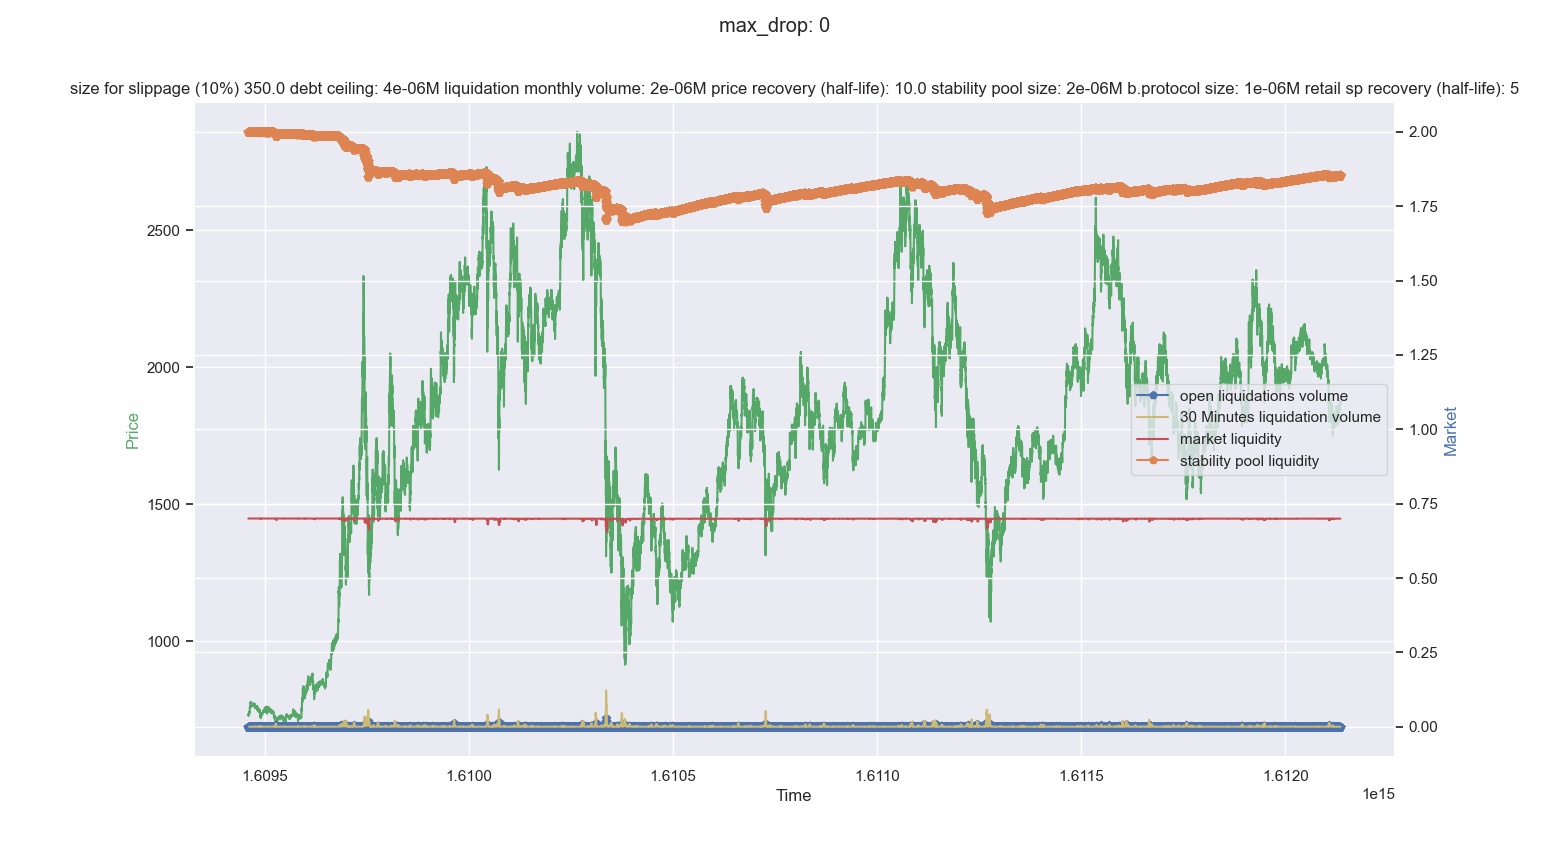 max_drop: 0
size for slippage (10%) 350.0 debt ceiling: 4e-06M liquidation monthly volume: 2e-06M price recovery (half-life): 10.0 stability pool size: 2e-06M b.protocol size: 1e-06M retail sp recovery (half-life): 5
2500
2000
1500
1000
Price
2.00
1.75
1.50
1.25
1.00
0.75
0.50
0.25
0.00
Market
open liquidations volume
30 Minutes liquidation volume
market liquidity
stability pool liquidity
1.6095
1.6100
1.6105
1.6110
1.6115
1.6120
1e15
Time